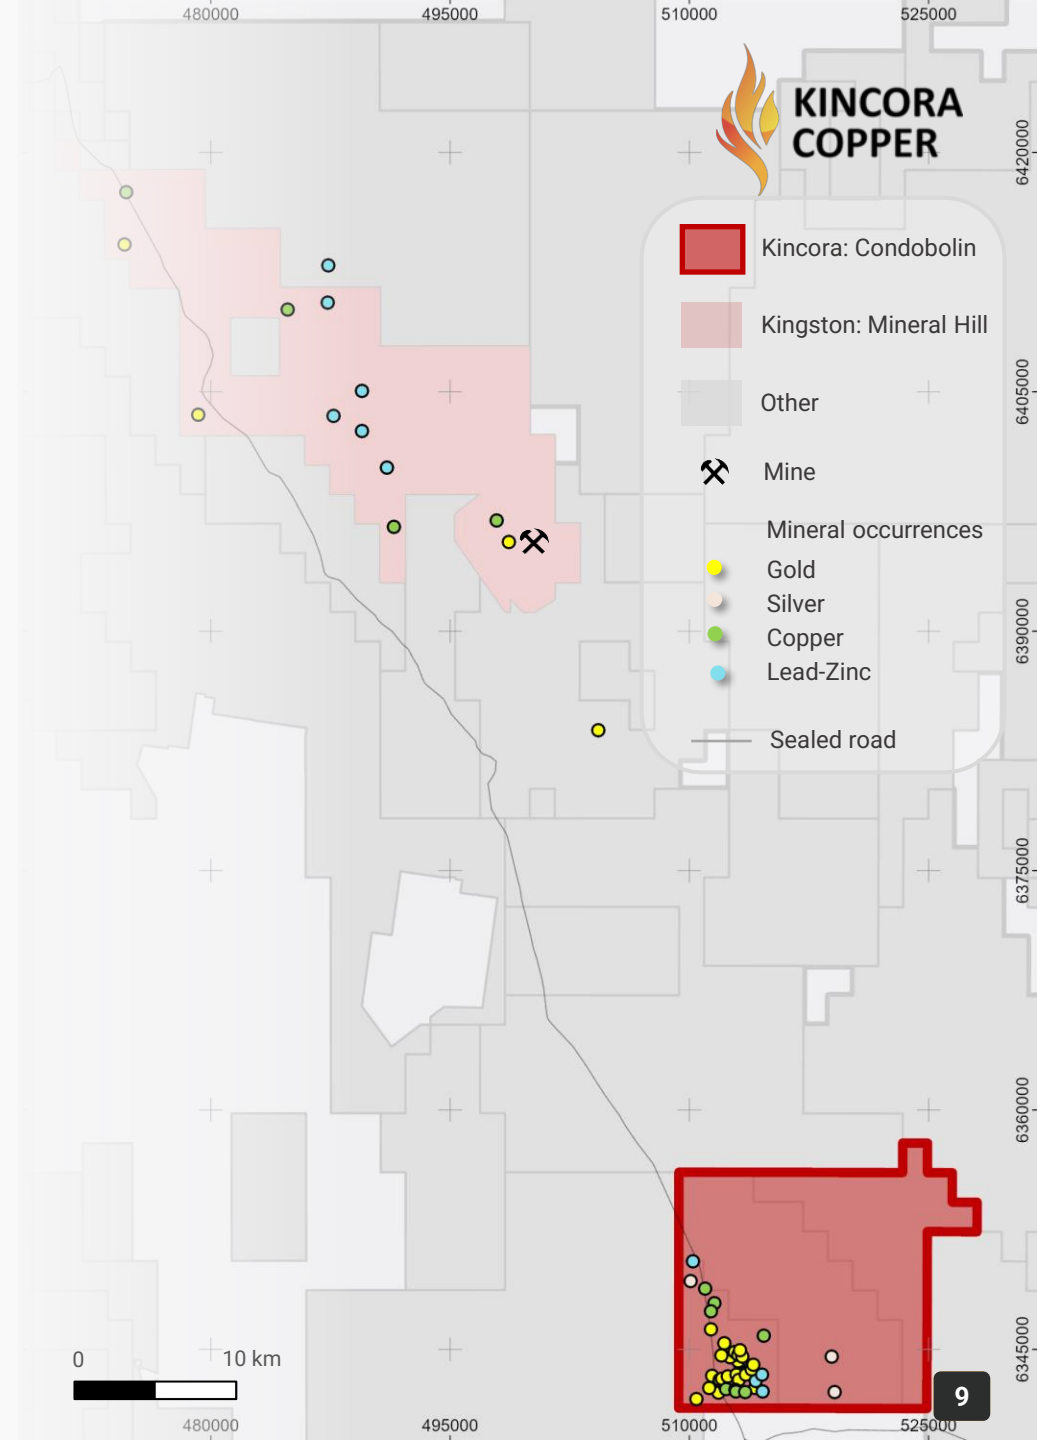 480000
495000
510000
525000
KINCORA
COPPER
6420000
Kincora: Condobolin
Kingston: Mineral Hill
6405000
Other
Mine
Mineral occurrences
Gold
Silver
Copper
Lead-Zinc
6390000
Sealed road
6375000
6360000
6345000
0
10 km
9
480000
495000
510000
525000